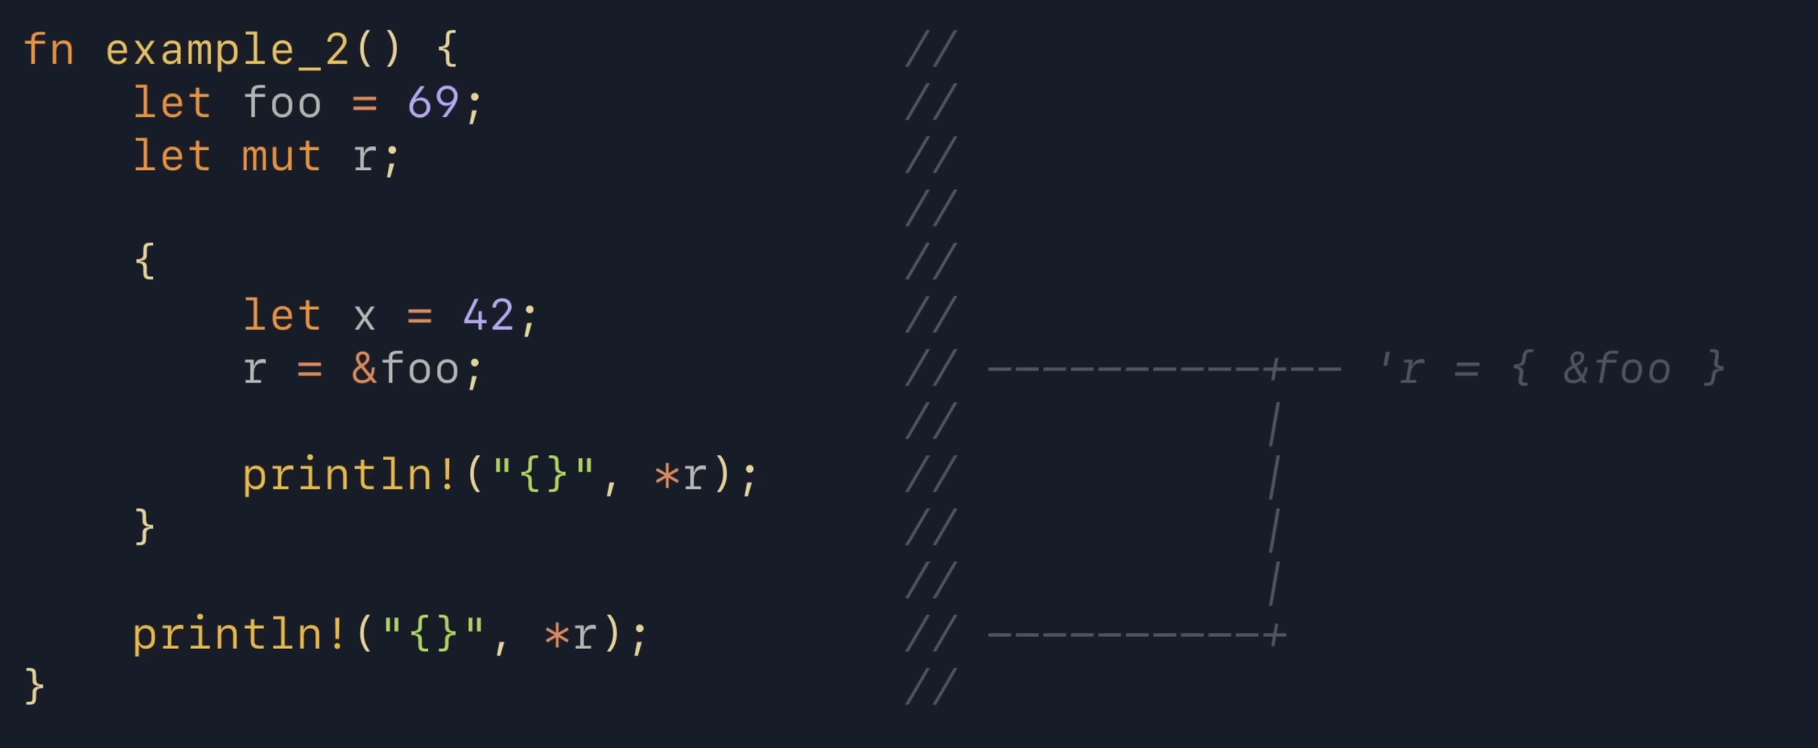 fn example_2() {                //
    let foo = 69;               //
    let mut r;                  //
                                //
    {                           //
        let x = 42;             //
        r = &foo;               // ----------+-- 'r = { &foo }
                                //           |
        println!("{}", *r);     //           |
    }                           //           |
                                //           |
    println!("{}", *r);         // ----------+
}                               //